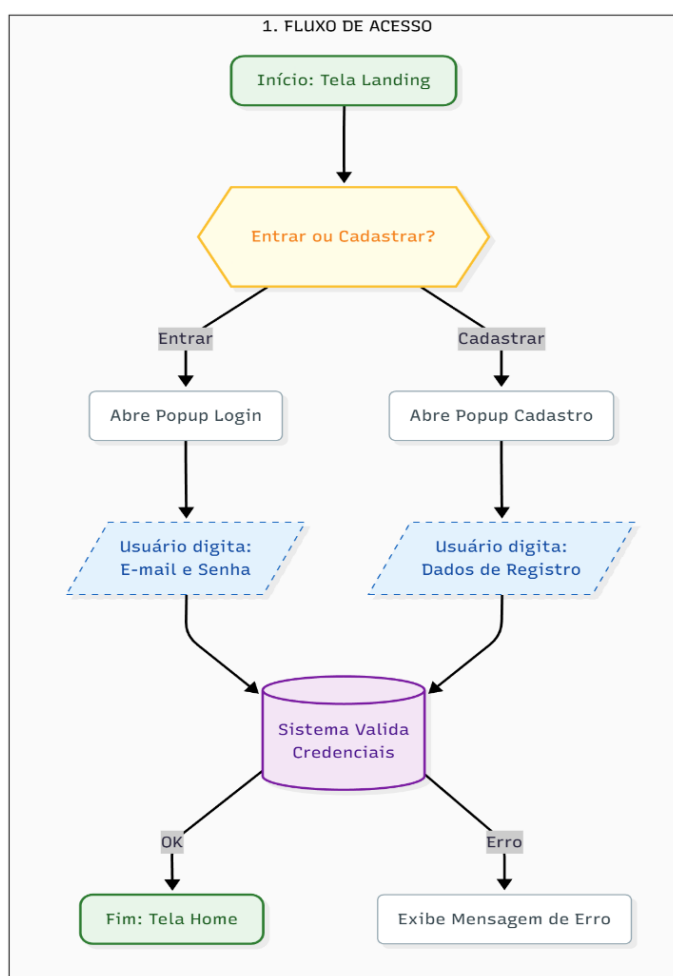 1. FLUXO DE ACESSO
Início: Tela Landing
Entrar ou Cadastrar?
Entrar
Cadastrar
Abre Popup Login
Abre Popup Cadastro
Usuário digita:
E-mail e Senha
Usuário digita:
Dados de Registro
Sistema Valida
Credenciais
OK
Erro
Fim: Tela Home
Exibe Mensagem de Erro